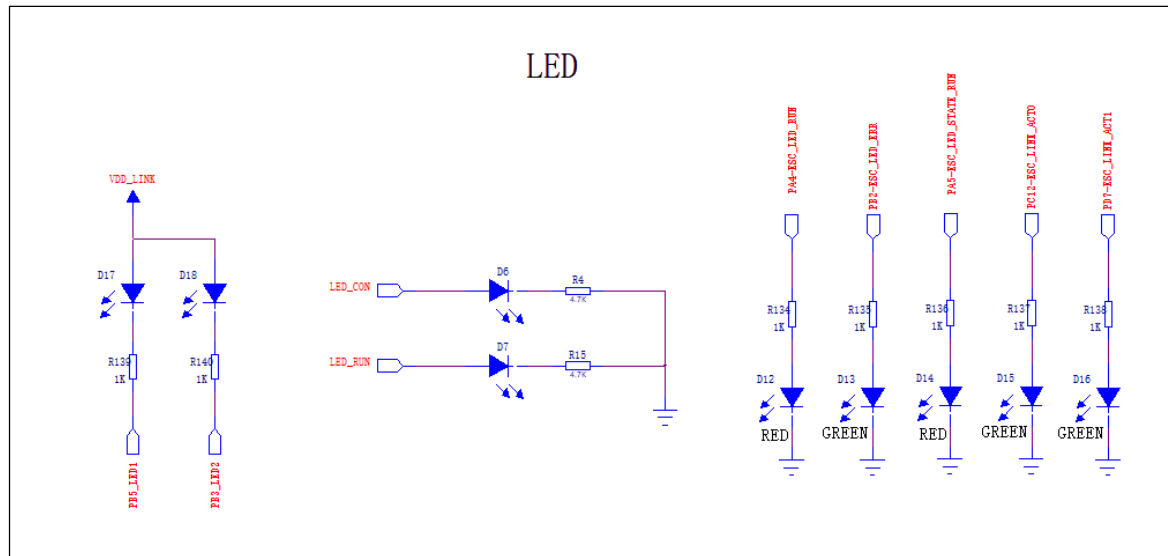 LED
VDD_LINK
D17
D18
R139
1K
R140
1K
PB5_LED1
PB3_LED2
LED_CON
D6
R4
4.7K
LED_RUN
D7
R15
4.7K
PA4-ESC_LED_RUN
PB2-ESC_LED_ERR
PA5-ESC_LED_STATE_RUN
PC12-ESC_LINK_ACT0
PD7-ESC_LINK_ACT1
R134
1K
R135
1K
R136
1K
R137
1K
R138
1K
D12
D13
D14
D15
D16
RED
GREEN
RED
GREEN
GREEN